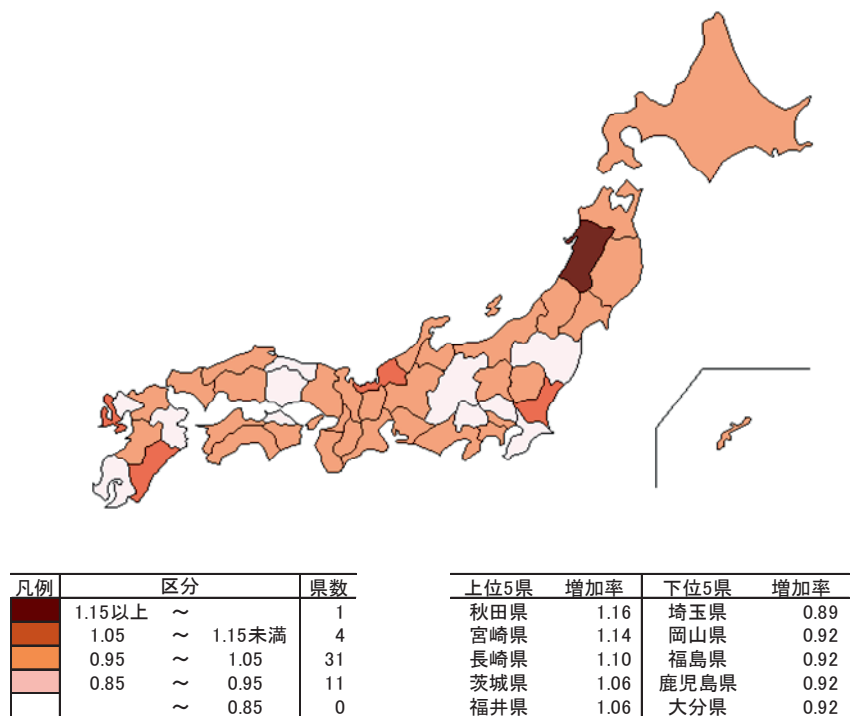 凡例 区分 県数
1.15以上 ～ 1
1.05 ～ 1.15未満 4
0.95 ～ 1.05 31
0.85 ～ 0.95 11
～ 0.85 0
上位5県 増加率 下位5県 増加率
秋田県 1.16 埼玉県 0.89
宮崎県 1.14 岡山県 0.92
長崎県 1.10 福島県 0.92
茨城県 1.06 鹿児島県 0.92
福井県 1.06 大分県 0.92